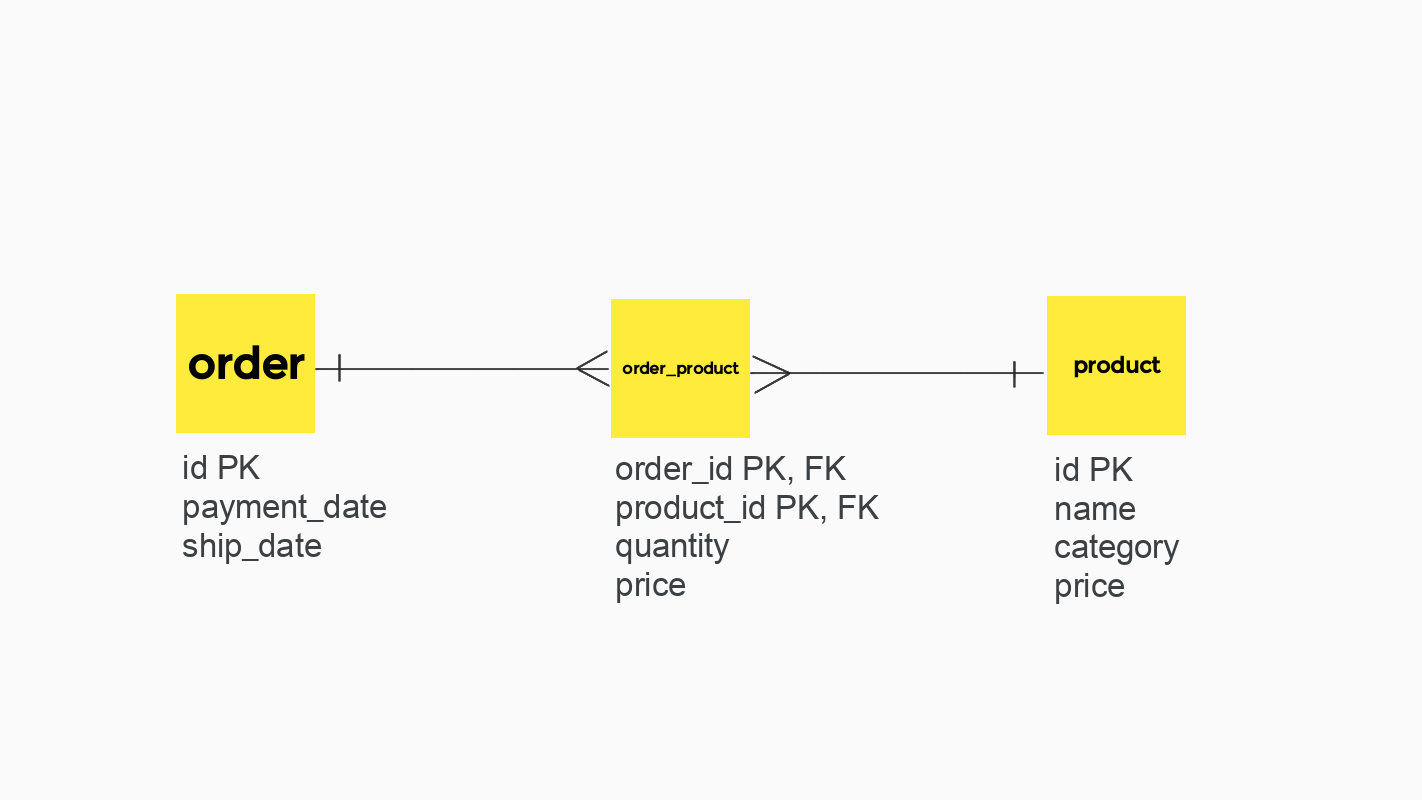 order
id PK
payment_date
ship_date
order_product
order_id PK, FK
product_id PK, FK
quantity
price
product
id PK
name
category
price